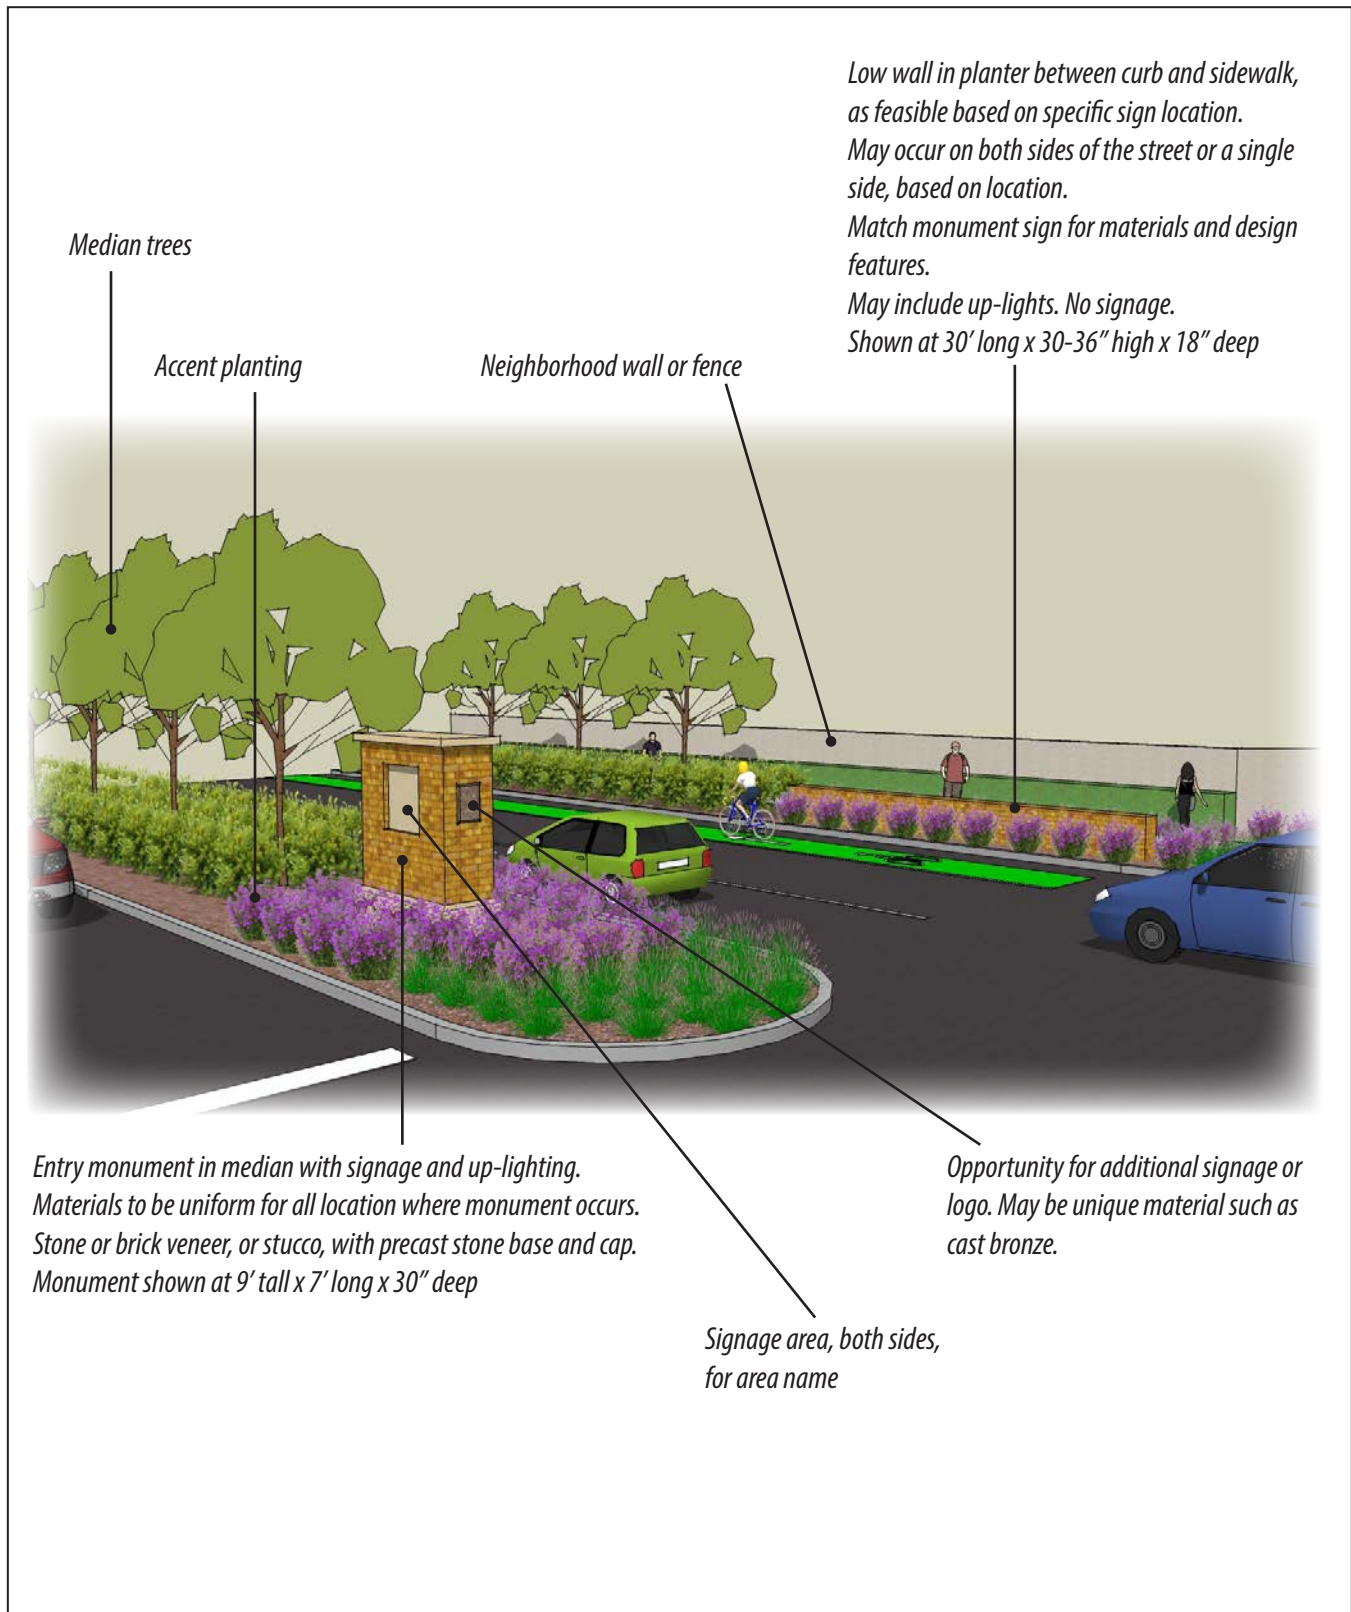 Low wall in planter between curb and sidewalk,
as feasible based on specific sign location.
May occur on both sides of the street or a single
side, based on location.
Match monument sign for materials and design
features.
May include up-lights. No signage.
Shown at 30’ long x 30-36” high x 18” deep
Median trees
Accent planting
Neighborhood wall or fence
Entry monument in median with signage and up-lighting.
Materials to be uniform for all location where monument occurs.
Stone or brick veneer, or stucco, with precast stone base and cap.
Monument shown at 9’ tall x 7’ long x 30” deep
Opportunity for additional signage or
logo. May be unique material such as
cast bronze.
Signage area, both sides,
for area name